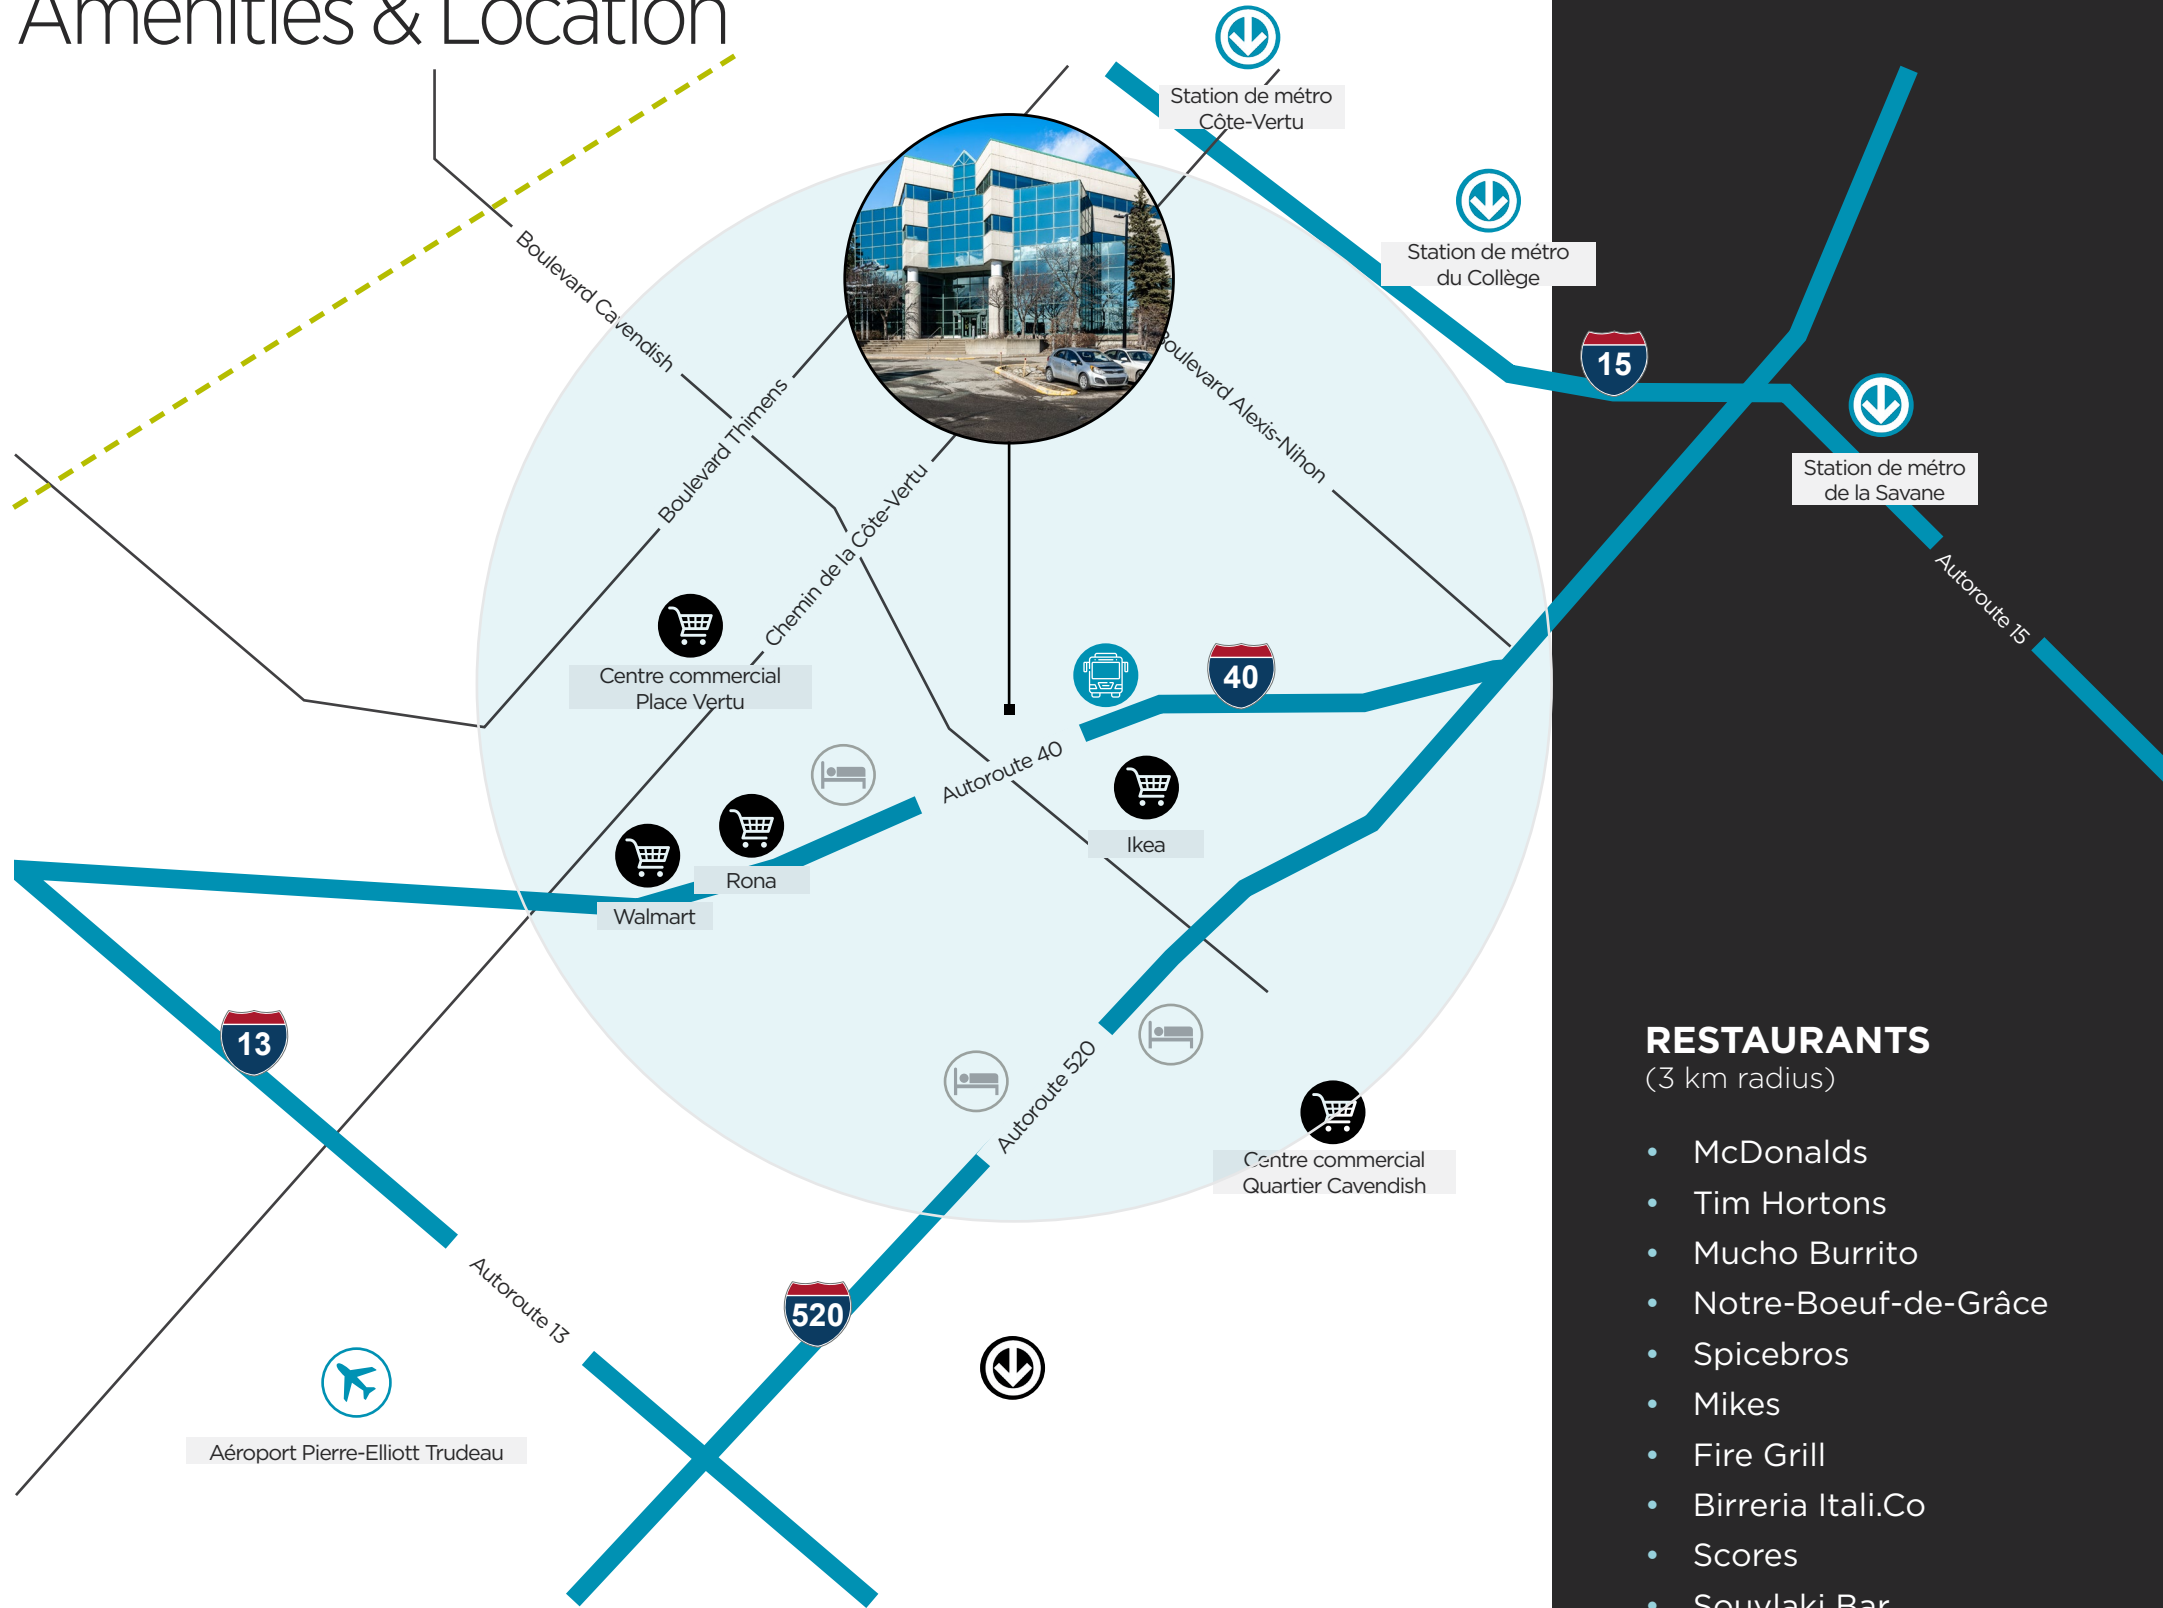 Amenities & Location
Station de métro
Côte-Vertu
Station de métro
du Collège
15
Station de métro
de la Savane
Autoroute 15
Boulevard Cavendish
Boulevard Thimens
Chemin de la Côte-Vertu
Boulevard Alexis-Nihon
Centre commercial
Place Vertu
40
Autoroute 40
Ikea
Rona
Walmart
13
Autoroute 520
Centre commercial
Quartier Cavendish
Autoroute 13
520
Aéroport Pierre-Elliott Trudeau
RESTAURANTS
(3 km radius)
• McDonalds
• Tim Hortons
• Mucho Burrito
• Notre-Boeuf-de-Grâce
• Spicebros
• Mikes
• Fire Grill
• Birreria Itali.Co
• Scores
• Souvlaki Bar